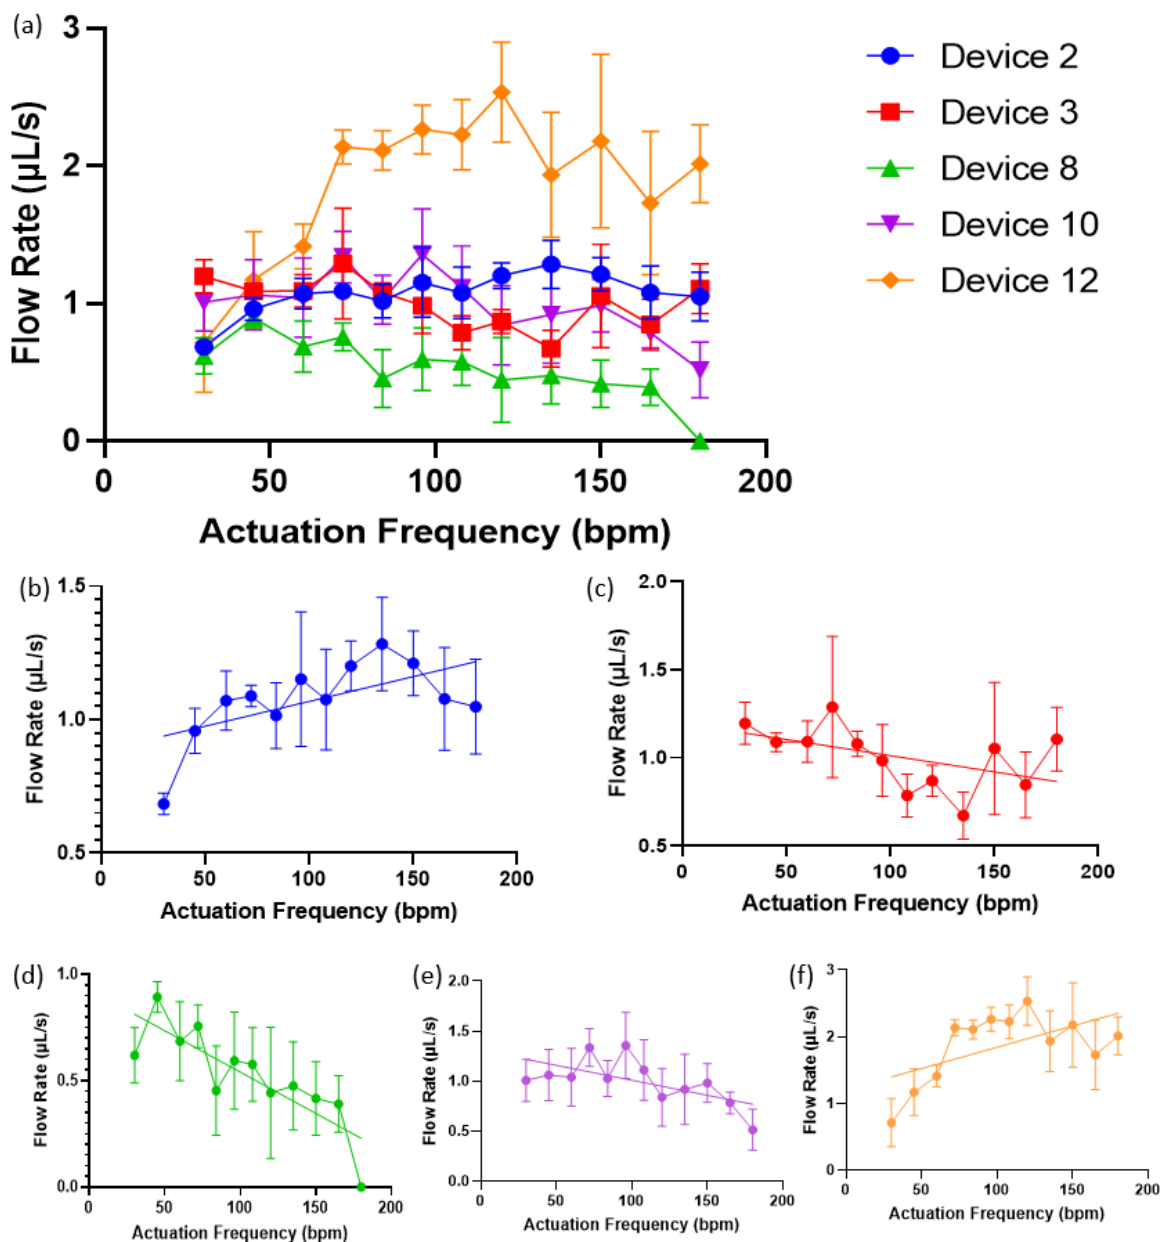 (a)
3
2
1
0
Flow Rate (µL/s)
0 50 100 150 200
Actuation Frequency (bpm)
Device 2
Device 3
Device 8
Device 10
Device 12
(b)
1.5
1.0
0.5
Flow Rate (µL/s)
0 50 100 150 200
Actuation Frequency (bpm)
(c)
2.0
1.5
1.0
0.5
Flow Rate (µL/s)
0 50 100 150 200
Actuation Frequency (bpm)
(d)
1.0
0.5
0.0
Flow Rate (µL/s)
0 50 100 150 200
Actuation Frequency (bpm)
(e)
2.0
1.5
1.0
0.5
0.0
Flow Rate (µL/s)
0 50 100 150 200
Actuation Frequency (bpm)
(f)
3
2
1
0
Flow Rate (µL/s)
0 50 100 150 200
Actuation Frequency (bpm)